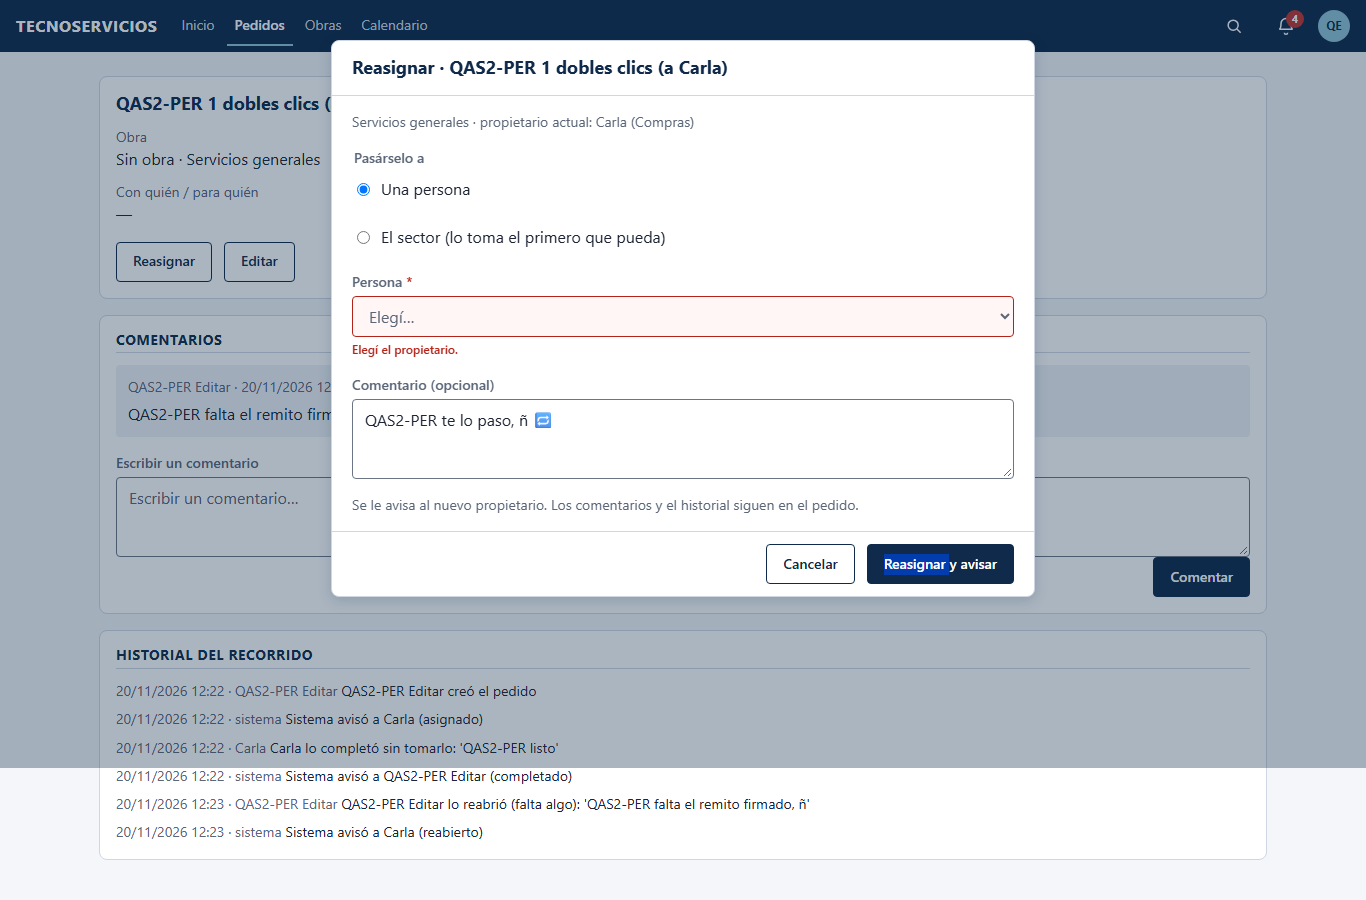 TECNOSERVICIOS Inicio Pedidos Obras Calendario 4 QE
Reasignar · QAS2-PER 1 dobles clics (a Carla)
Servicios generales · propietario actual: Carla (Compras)
Pasárselo a
Una persona
El sector (lo toma el primero que pueda)
Persona *
Elegí...
Elegí el propietario.
Comentario (opcional)
QAS2-PER te lo paso, ñ 🔁
Se le avisa al nuevo propietario. Los comentarios y el historial siguen en el pedido.
Cancelar
Reasignar y avisar
QAS2-PER 1 dobles clics (
Obra
Sin obra · Servicios generales
Con quién / para quién
—
Reasignar
Editar
COMENTARIOS
QAS2-PER Editar · 20/11/2026 12
QAS2-PER falta el remito firm
Escribir un comentario
Escribir un comentario...
Comentar
HISTORIAL DEL RECORRIDO
20/11/2026 12:22 · QAS2-PER Editar QAS2-PER Editar creó el pedido
20/11/2026 12:22 · sistema Sistema avisó a Carla (asignado)
20/11/2026 12:22 · Carla Carla lo completó sin tomarlo: 'QAS2-PER listo'
20/11/2026 12:22 · sistema Sistema avisó a QAS2-PER Editar (completado)
20/11/2026 12:23 · QAS2-PER Editar QAS2-PER Editar lo reabrió (falta algo): 'QAS2-PER falta el remito firmado, ñ'
20/11/2026 12:23 · sistema Sistema avisó a Carla (reabierto)